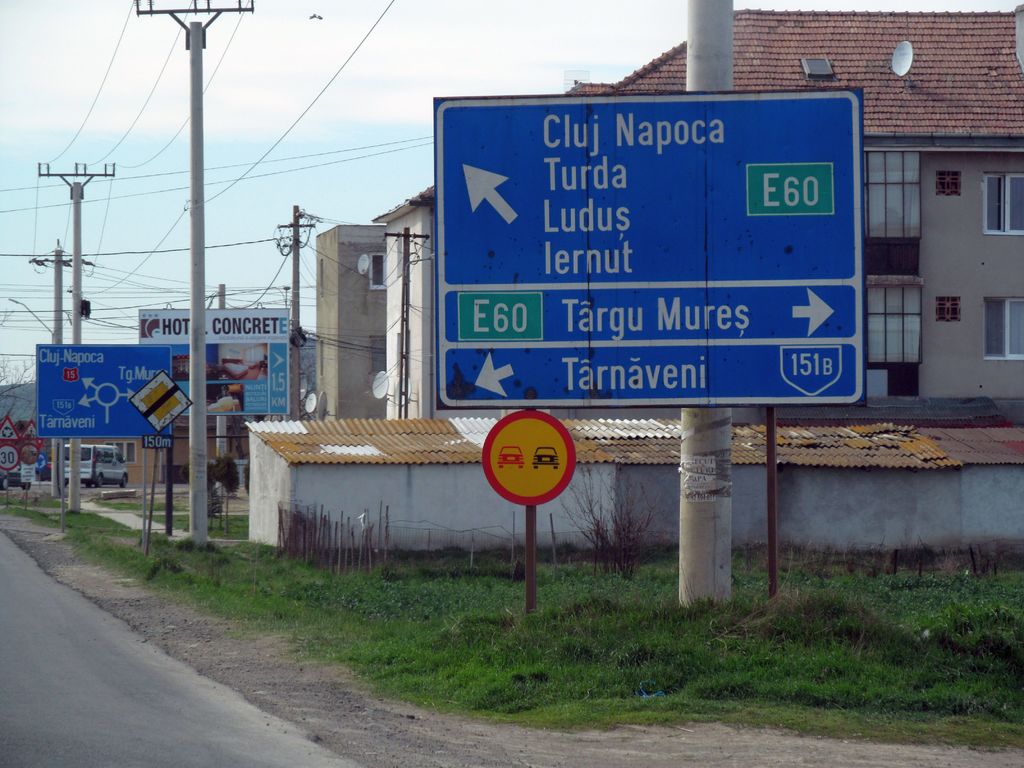 Cluj Napoca
Turda
Luduș
Iernut
E60
E60 Târgu Mureș
Târnăveni 151B
HOTEL CONCRETE
1.5
KM
Cluj-Napoca
15
Tg.Mureș
151B
Târnăveni
150m
30